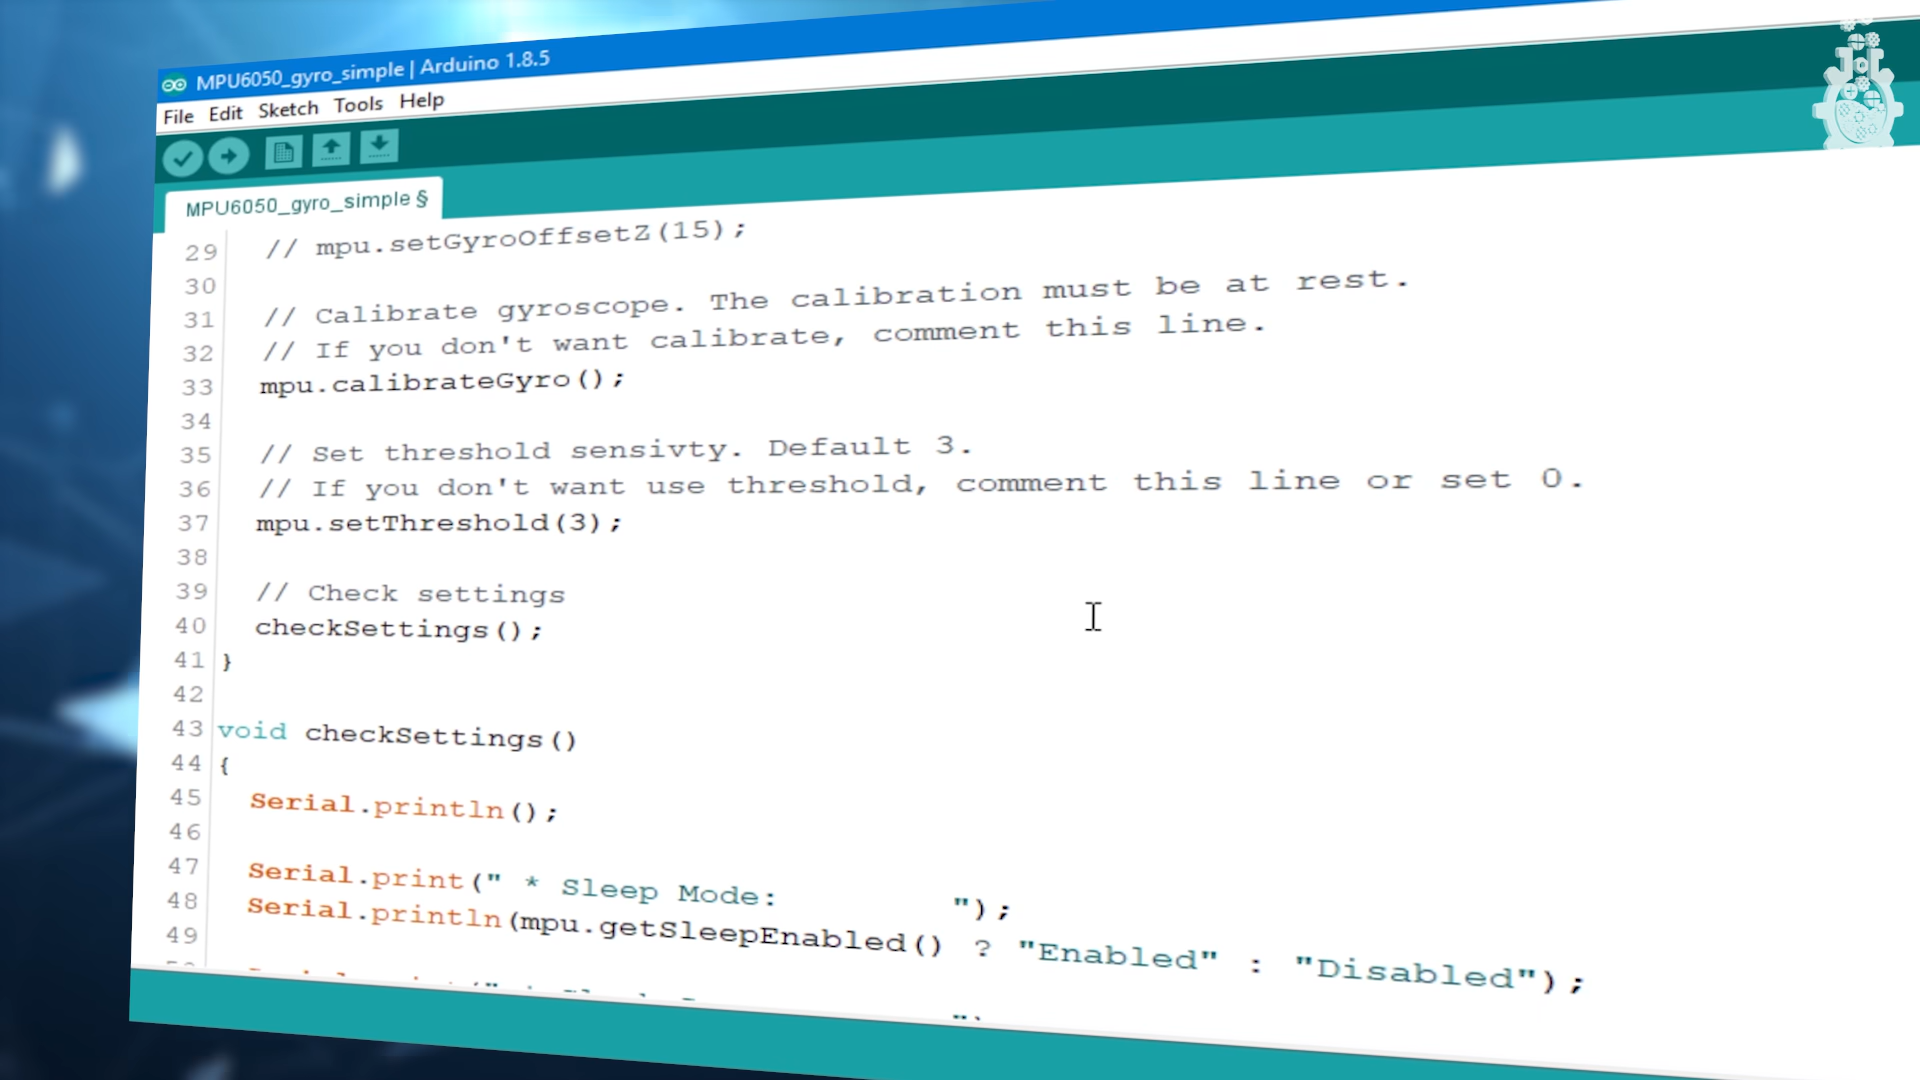 MPU6050_gyro_simple | Arduino 1.8.5
File Edit Sketch Tools Help
MPU6050_gyro_simple §
29 // mpu.setGyroOffsetZ(15);
30
31 // Calibrate gyroscope. The calibration must be at rest.
32 // If you don't want calibrate, comment this line.
33 mpu.calibrateGyro();
34
35 // Set threshold sensivty. Default 3.
36 // If you don't want use threshold, comment this line or set 0.
37 mpu.setThreshold(3);
38
39 // Check settings
40 checkSettings();
41 }
42
43 void checkSettings()
44 {
45 Serial.println();
46
47 Serial.print(" * Sleep Mode:        ");
48 Serial.println(mpu.getSleepEnabled() ? "Enabled" : "Disabled");
49